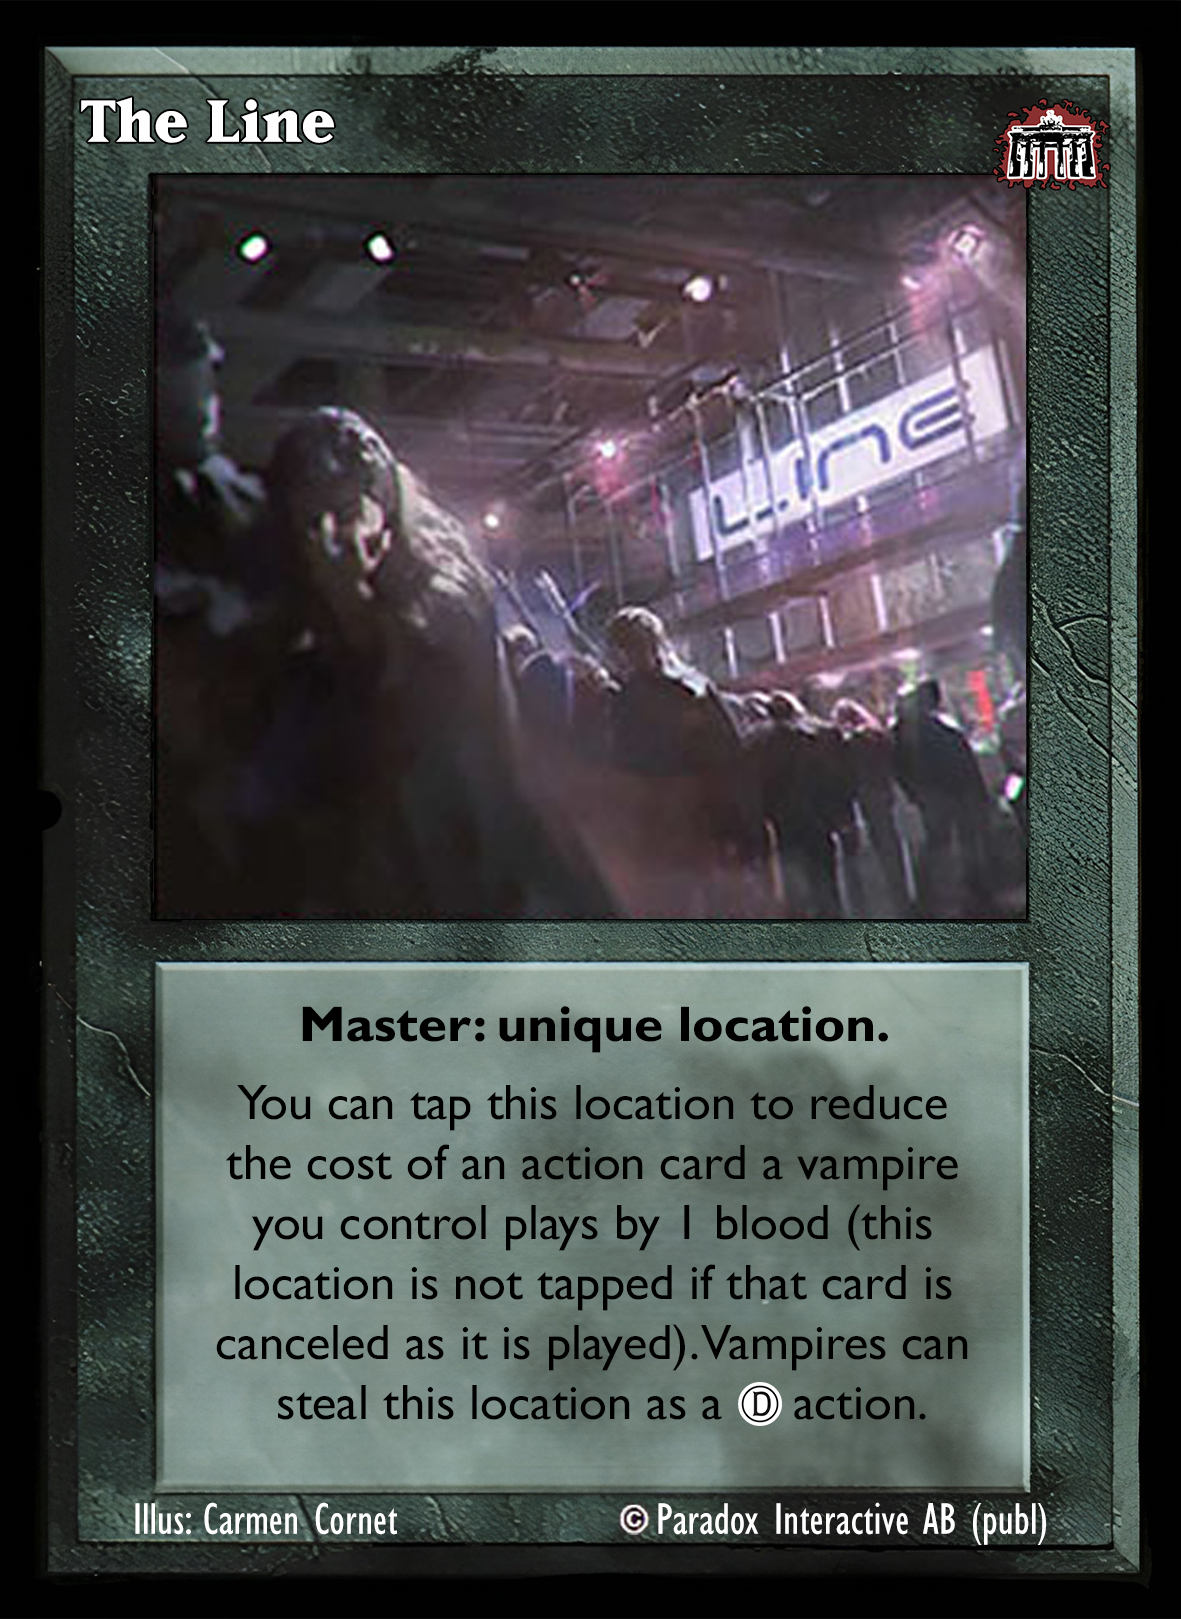 The Line
LINE
Master: unique location.
You can tap this location to reduce
the cost of an action card a vampire
you control plays by 1 blood (this
location is not tapped if that card is
canceled as it is played). Vampires can
steal this location as a Ⓓ action.
Illus: Carmen Cornet
© Paradox Interactive AB (publ)